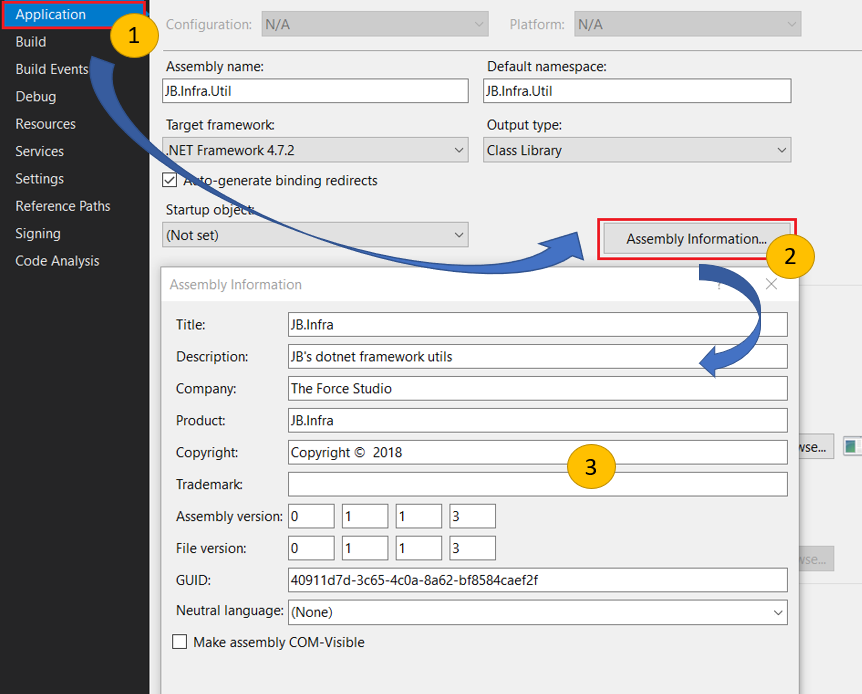 Application
Build
Build Events
Debug
Resources
Services
Settings
Reference Paths
Signing
Code Analysis
1
Configuration: N/A Platform: N/A
Assembly name: Default namespace:
JB.Infra.Util JB.Infra.Util
Target framework: Output type:
.NET Framework 4.7.2 Class Library
Auto-generate binding redirects
Startup object:
(Not set) Assembly Information...
2
Assembly Information ?
Title: JB.Infra
Description: JB's dotnet framework utils
Company: The Force Studio
Product: JB.Infra
Copyright: Copyright © 2018
wse...
3
Trademark:
Assembly version: 0 1 1 3
File version: 0 1 1 3
wse...
GUID: 40911d7d-3c65-4c0a-8a62-bf8584caef2f
Neutral language: (None)
Make assembly COM-Visible